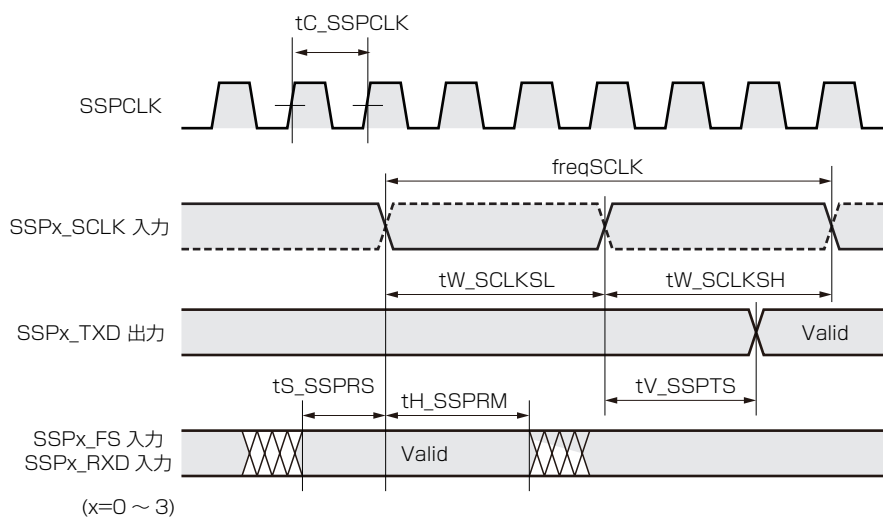 tC_SSPCLK
SSPCLK
freqSCLK
SSPx_SCLK 入力
tW_SCLKSL
tW_SCLKSH
SSPx_TXD 出力
Valid
tS_SSPRS
tH_SSPRM
tV_SSPTS
SSPx_FS 入力
SSPx_RXD 入力
Valid
(x=0 ~ 3)